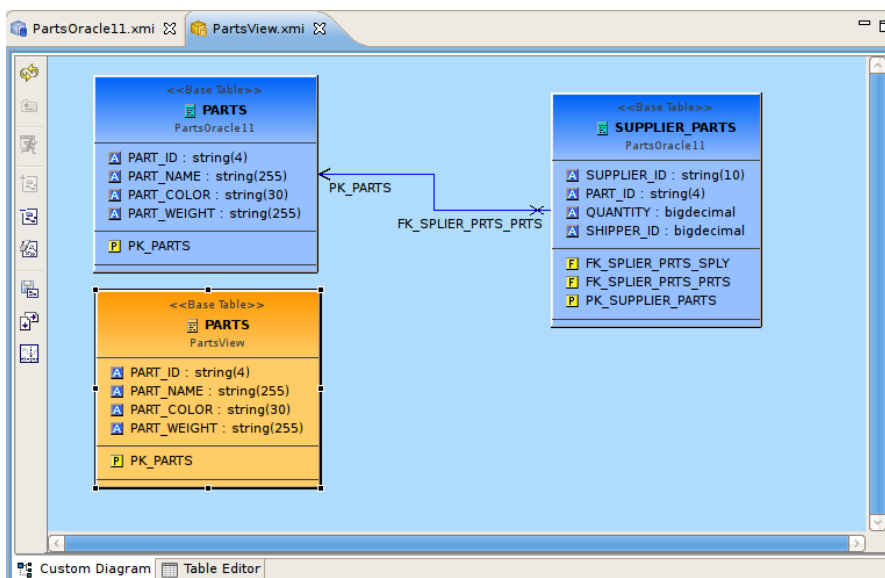 PartsOracle11.xmi PartsView.xmi
<<Base Table>>
PARTS
PartsOracle11
A PART_ID : string(4)
A PART_NAME : string(255)
A PART_COLOR : string(30)
A PART_WEIGHT : string(255)
P PK_PARTS
PK_PARTS
FK_SPLIER_PRTS_PRTS
<<Base Table>>
SUPPLIER_PARTS
PartsOracle11
A SUPPLIER_ID : string(10)
A PART_ID : string(4)
A QUANTITY : bigdecimal
A SHIPPER_ID : bigdecimal
F FK_SPLIER_PRTS_SPLY
F FK_SPLIER_PRTS_PRTS
P PK_SUPPLIER_PARTS
<<Base Table>>
PARTS
PartsView
A PART_ID : string(4)
A PART_NAME : string(255)
A PART_COLOR : string(30)
A PART_WEIGHT : string(255)
P PK_PARTS
Custom Diagram Table Editor